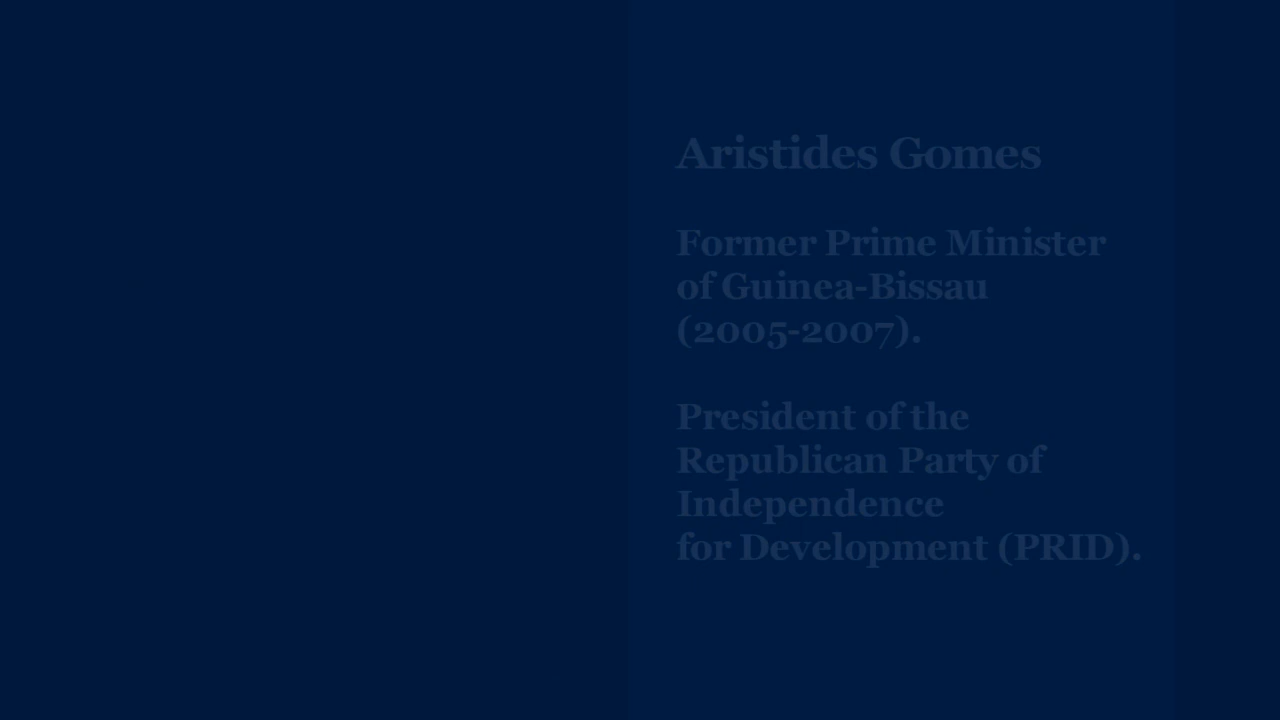 Aristides Gomes
Former Prime Minister
of Guinea-Bissau
(2005-2007).
President of the
Republican Party of
Independence
for Development (PRID).